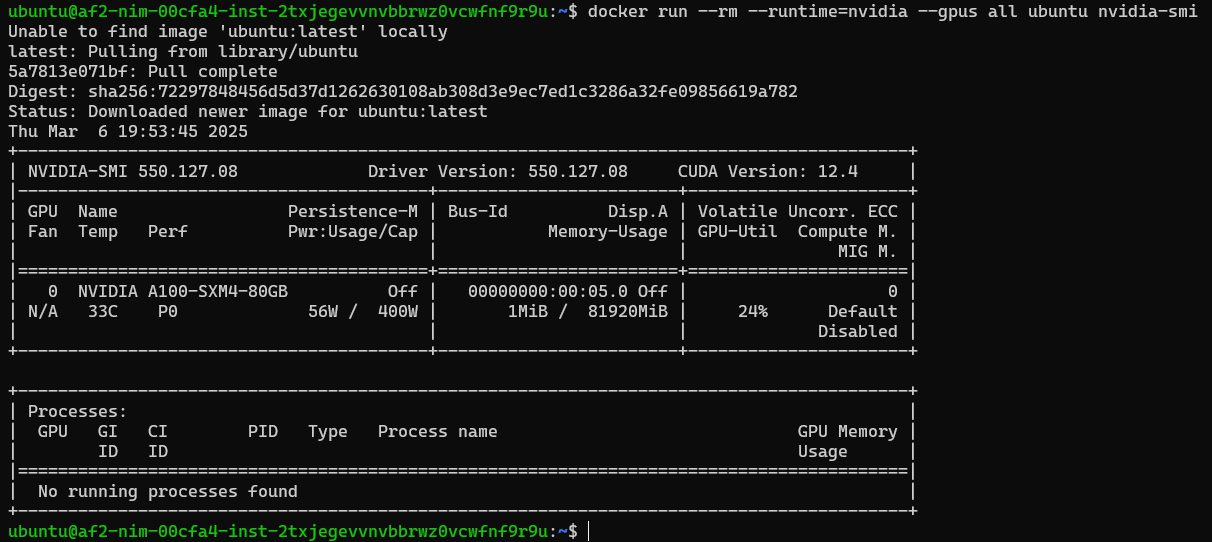 ubuntu@af2-nim-00cfa4-inst-2txjegevvnvbbrwz0vcwfnf9r9u:~$ docker run --rm --runtime=nvidia --gpus all ubuntu nvidia-smi
Unable to find image 'ubuntu:latest' locally
latest: Pulling from library/ubuntu
5a7813e071bf: Pull complete
Digest: sha256:72297848456d5d37d1262630108ab308d3e9ec7ed1c3286a32fe09856619a782
Status: Downloaded newer image for ubuntu:latest
Thu Mar  6 19:53:45 2025
+-----------------------------------------------------------------------------------------+
| NVIDIA-SMI 550.127.08             Driver Version: 550.127.08     CUDA Version: 12.4     |
|-----------------------------------------+------------------------+----------------------+
| GPU  Name                 Persistence-M | Bus-Id          Disp.A | Volatile Uncorr. ECC |
| Fan  Temp   Perf          Pwr:Usage/Cap |           Memory-Usage | GPU-Util  Compute M. |
|                                         |                        |               MIG M. |
|=========================================+========================+======================|
|   0  NVIDIA A100-SXM4-80GB          Off |   00000000:00:05.0 Off |                    0 |
| N/A   33C    P0              56W /  400W |       1MiB /  81920MiB |     24%      Default |
|                                         |                        |             Disabled |
+-----------------------------------------+------------------------+----------------------+

+-----------------------------------------------------------------------------------------+
| Processes:                                                                              |
|  GPU   GI   CI        PID   Type   Process name                              GPU Memory |
|        ID   ID                                                               Usage      |
|=========================================================================================|
|  No running processes found                                                             |
+-----------------------------------------------------------------------------------------+
ubuntu@af2-nim-00cfa4-inst-2txjegevvnvbbrwz0vcwfnf9r9u:~$